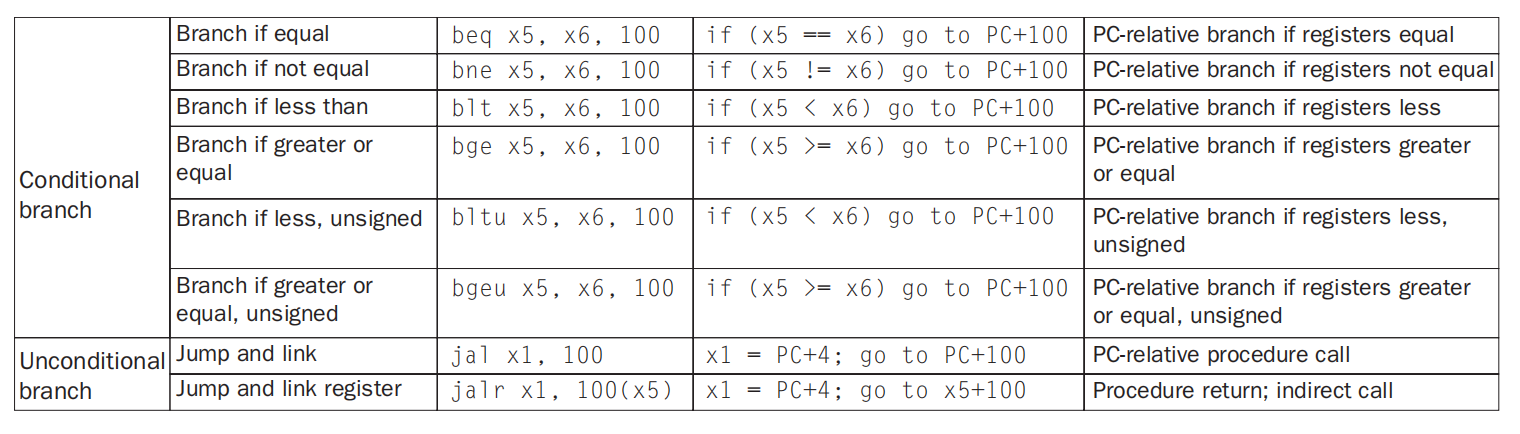 Conditional
branch
Branch if equal
beq x5, x6, 100
if (x5 == x6) go to PC+100
PC-relative branch if registers equal
Branch if not equal
bne x5, x6, 100
if (x5 != x6) go to PC+100
PC-relative branch if registers not equal
Branch if less than
blt x5, x6, 100
if (x5 < x6) go to PC+100
PC-relative branch if registers less
Branch if greater or
equal
bge x5, x6, 100
if (x5 >= x6) go to PC+100
PC-relative branch if registers greater
or equal
Branch if less, unsigned
bltu x5, x6, 100
if (x5 < x6) go to PC+100
PC-relative branch if registers less,
unsigned
Branch if greater or
equal, unsigned
bgeu x5, x6, 100
if (x5 >= x6) go to PC+100
PC-relative branch if registers greater
or equal, unsigned
Unconditional
branch
Jump and link
jal x1, 100
x1 = PC+4; go to PC+100
PC-relative procedure call
Jump and link register
jalr x1, 100(x5)
x1 = PC+4; go to x5+100
Procedure return; indirect call